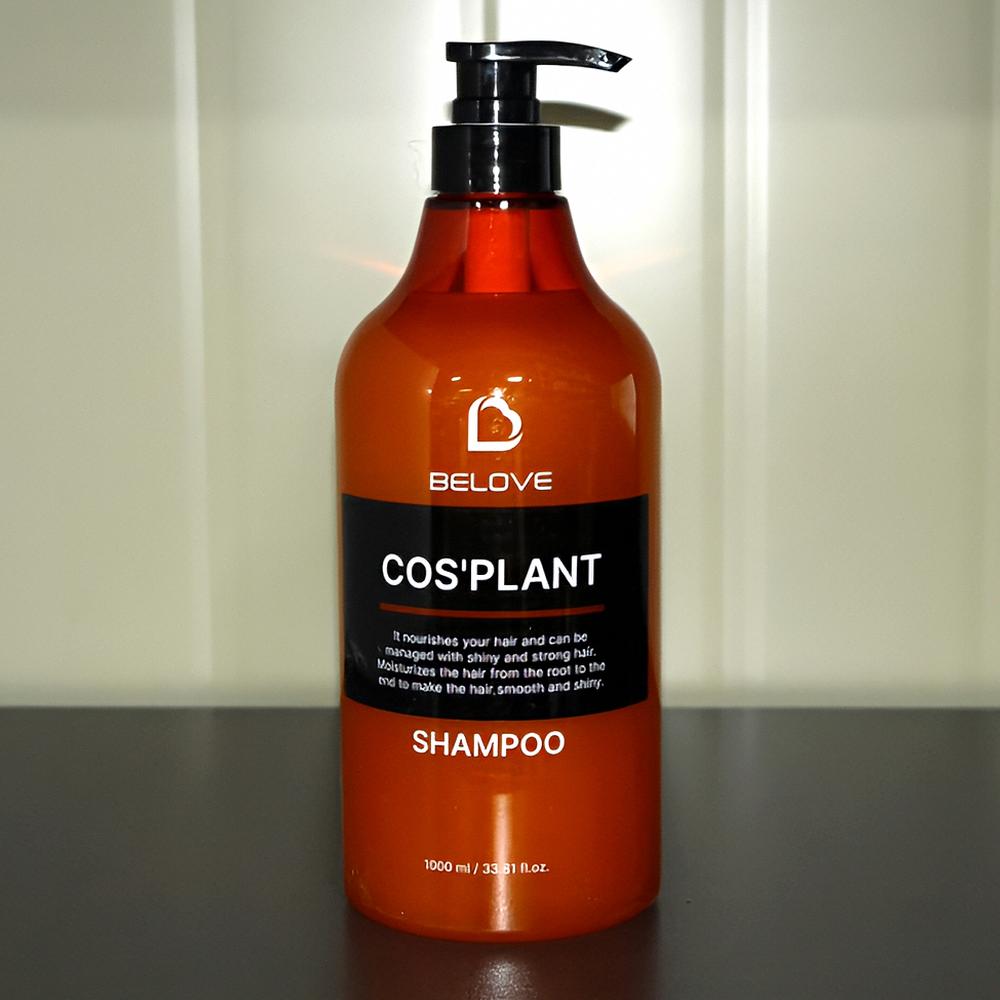 BELOVE
COS'PLANT
It nourishes your hair and can be
managed with shiny and strong hair.
Moisturizes the hair from the root to the
end to make the hair,smooth and shiny.
SHAMPOO
1000 ml / 33.81 fl.oz.